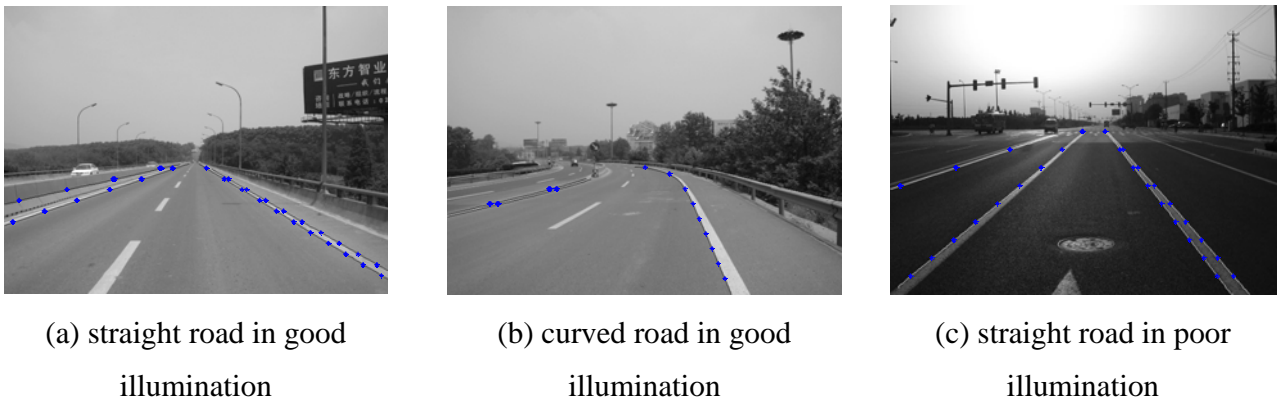 东方智业
(a) straight road in good
illumination
(b) curved road in good
illumination
(c) straight road in poor
illumination